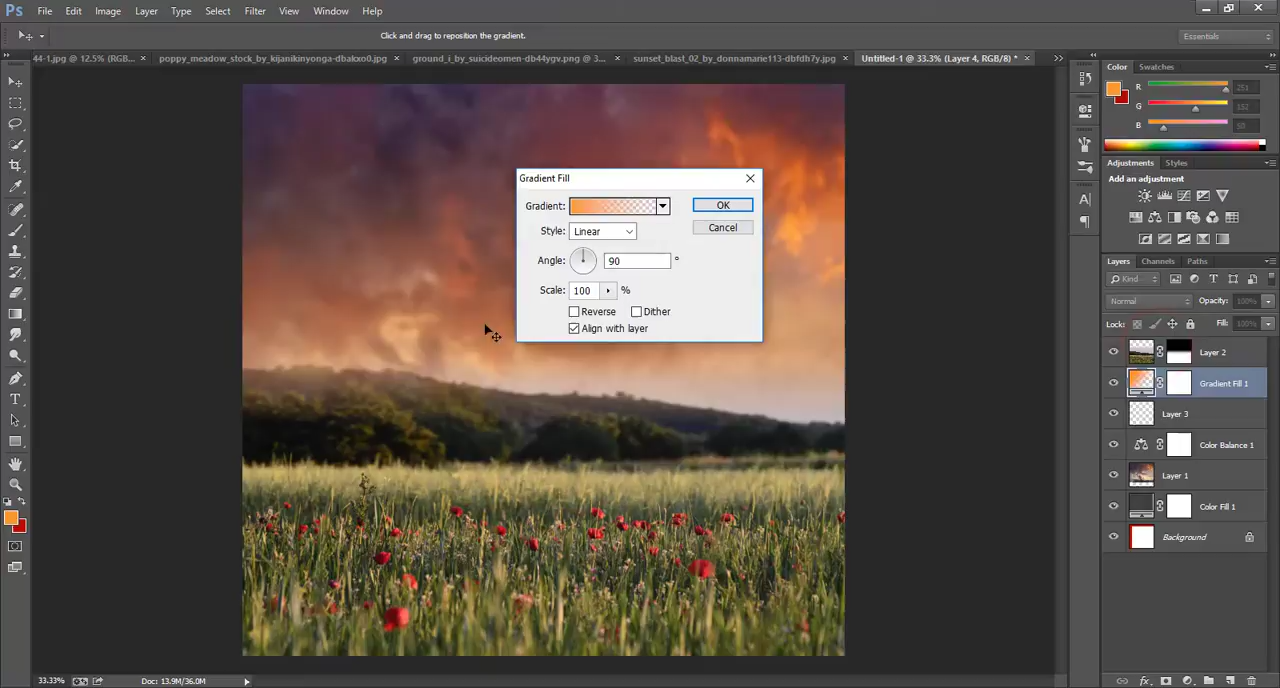 Ps File Edit Image Layer Type Select Filter View Window Help
Click and drag to reposition the gradient.
Essentials
44-1.jpg @ 12.5% (RGB... × poppy_meadow_stock_by_kijanikinyonga-dbakxo0.jpg × ground_i_by_suicideomen-db44ygv.png @ 3... × sunset_blast_02_by_donnamarie113-dbfdh7y.jpg × Untitled-1 @ 33.3% (Layer 4, RGB/8) * ×
Color Swatches
R 251
G 152
B 50
Adjustments Styles
Add an adjustment
Layers Channels Paths
Kind
Normal Opacity: 100%
Lock: Fill: 100%
Layer 2
Gradient Fill 1
Layer 3
Color Balance 1
Layer 1
Color Fill 1
Background
Gradient Fill
Gradient: OK
Style: Linear Cancel
Angle: 90 °
Scale: 100 %
Reverse Dither
Align with layer
33.33% Doc: 13.9M/36.0M